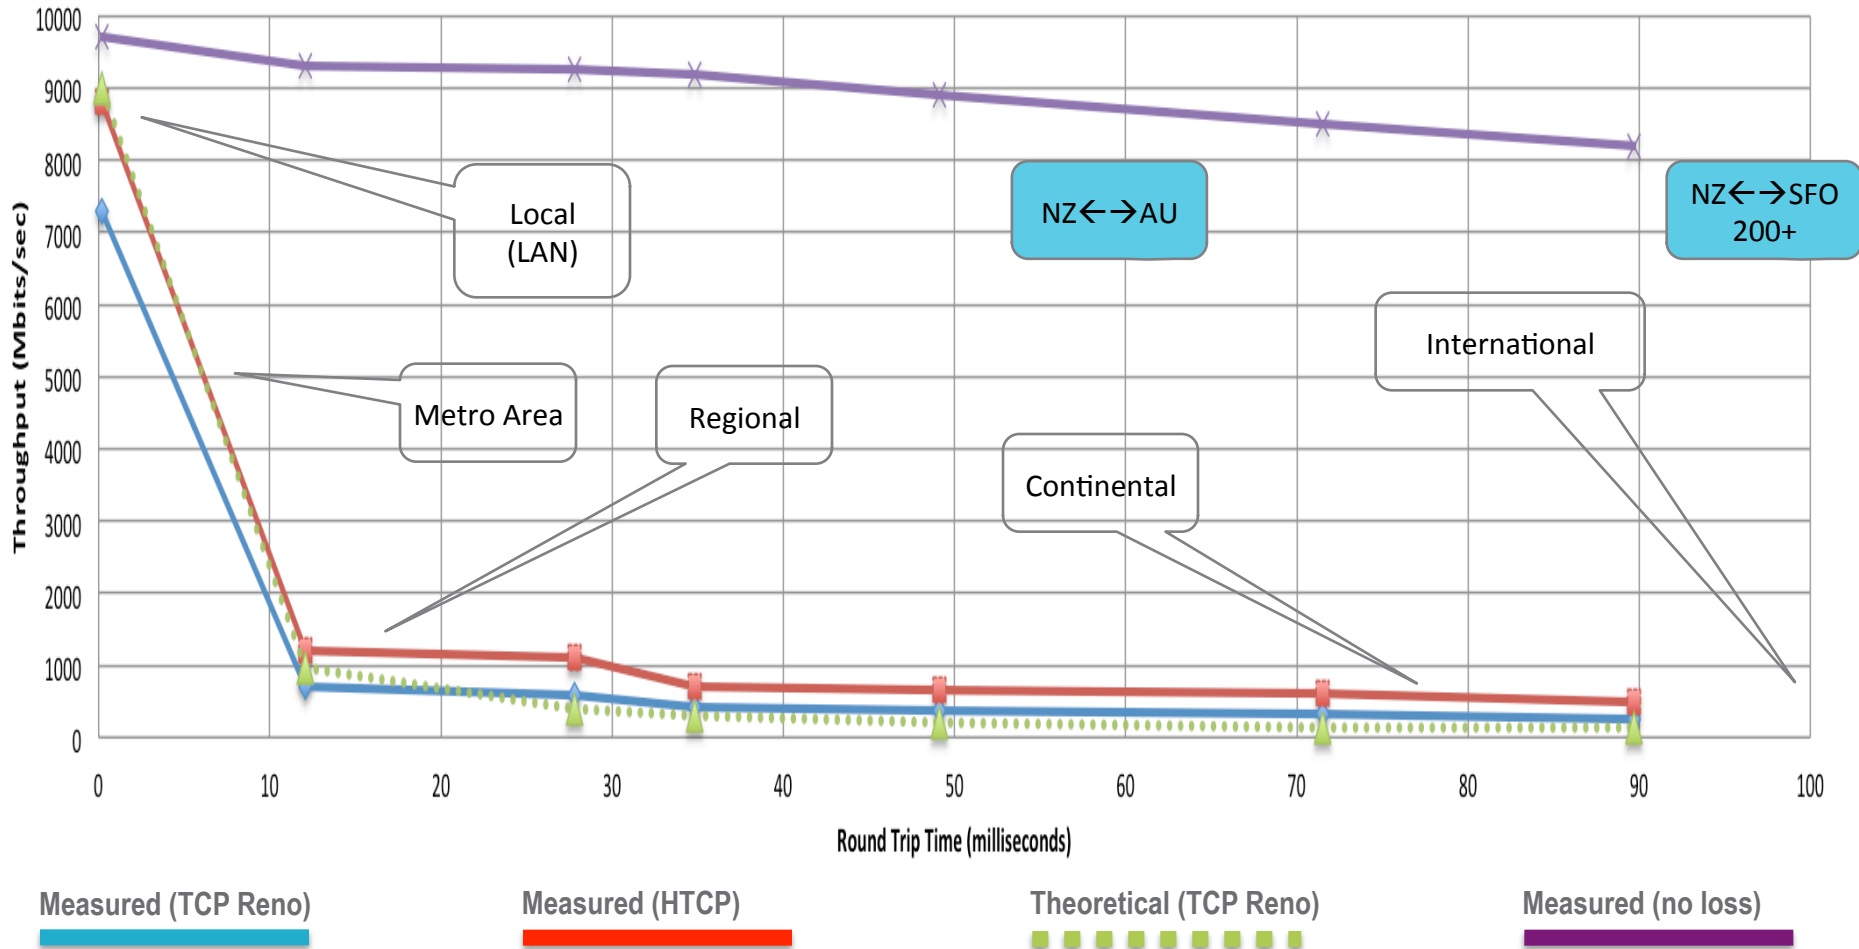 Throughput (Mbits/sec)
10000
9000
8000
7000
6000
5000
4000
3000
2000
1000
0
Local
(LAN)
NZ←→AU
NZ←→SFO
200+
International
Metro Area
Regional
Continental
0 10 20 30 40 50 60 70 80 90 100
Round Trip Time (milliseconds)
Measured (TCP Reno)
Measured (HTCP)
Theoretical (TCP Reno)
Measured (no loss)